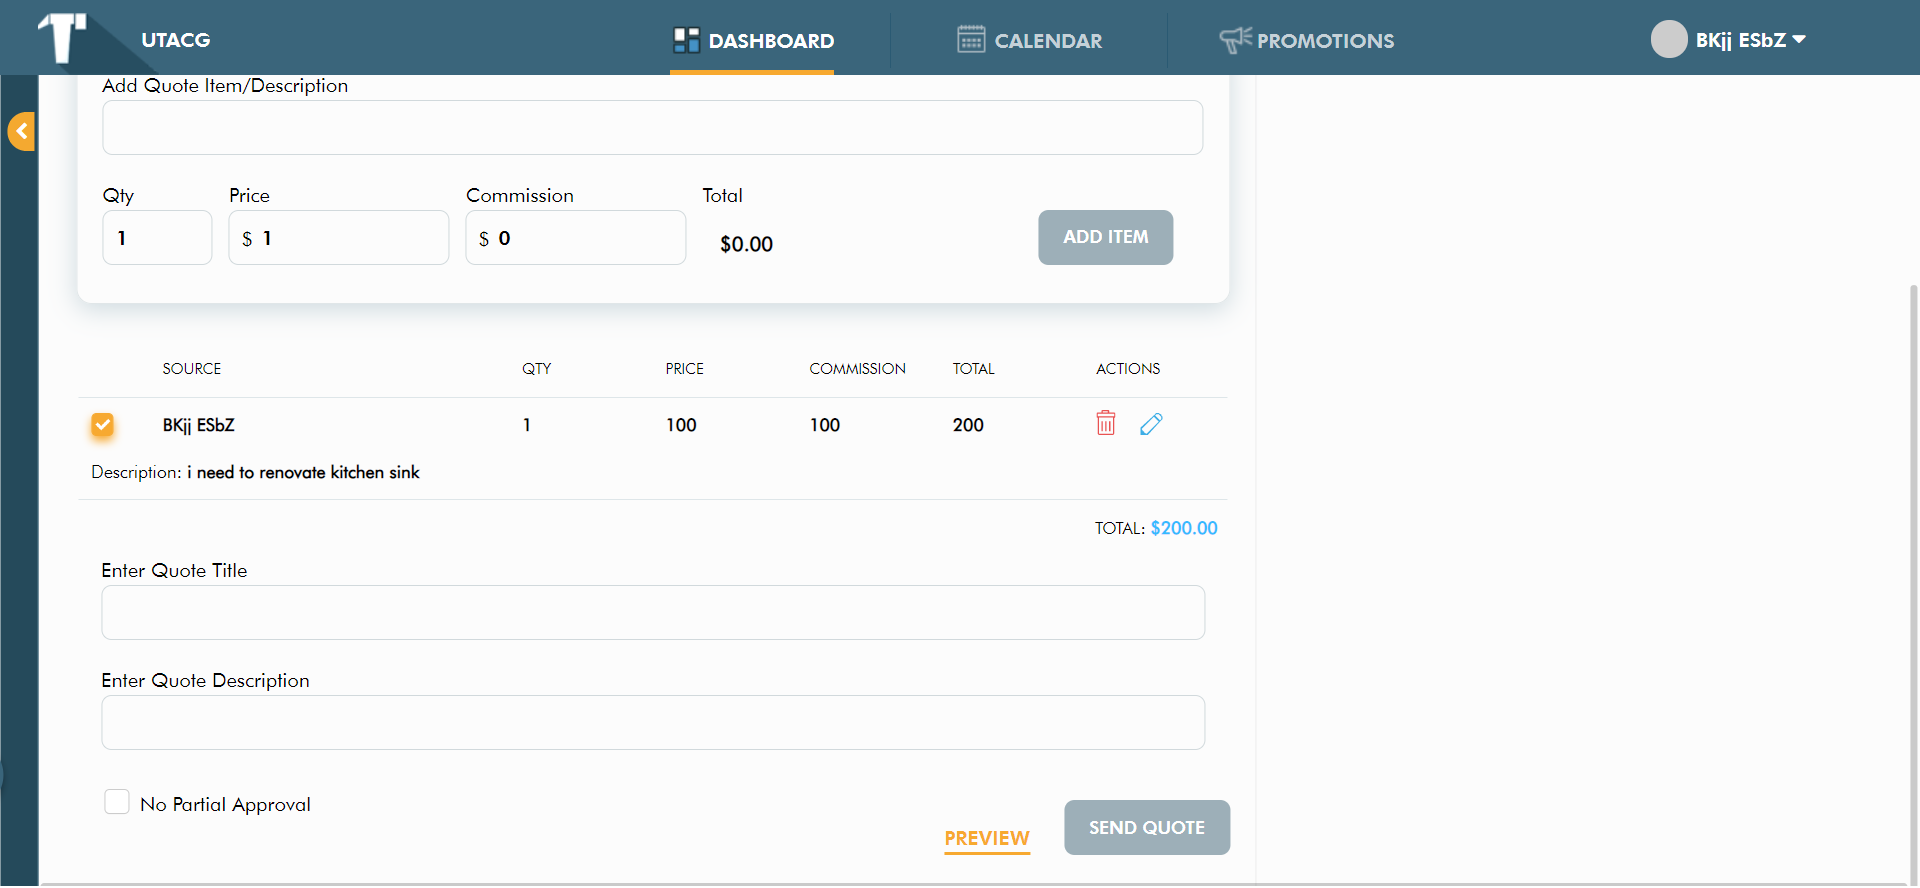 UTACG
DASHBOARD
CALENDAR
PROMOTIONS
BKjj ESbZ
Add Quote Item/Description
Qty Price Commission Total
1 $ 1 $ 0 $0.00 ADD ITEM
SOURCE QTY PRICE COMMISSION TOTAL ACTIONS
BKjj ESbZ 1 100 100 200
Description: i need to renovate kitchen sink
TOTAL: $200.00
Enter Quote Title
Enter Quote Description
No Partial Approval
PREVIEW
SEND QUOTE